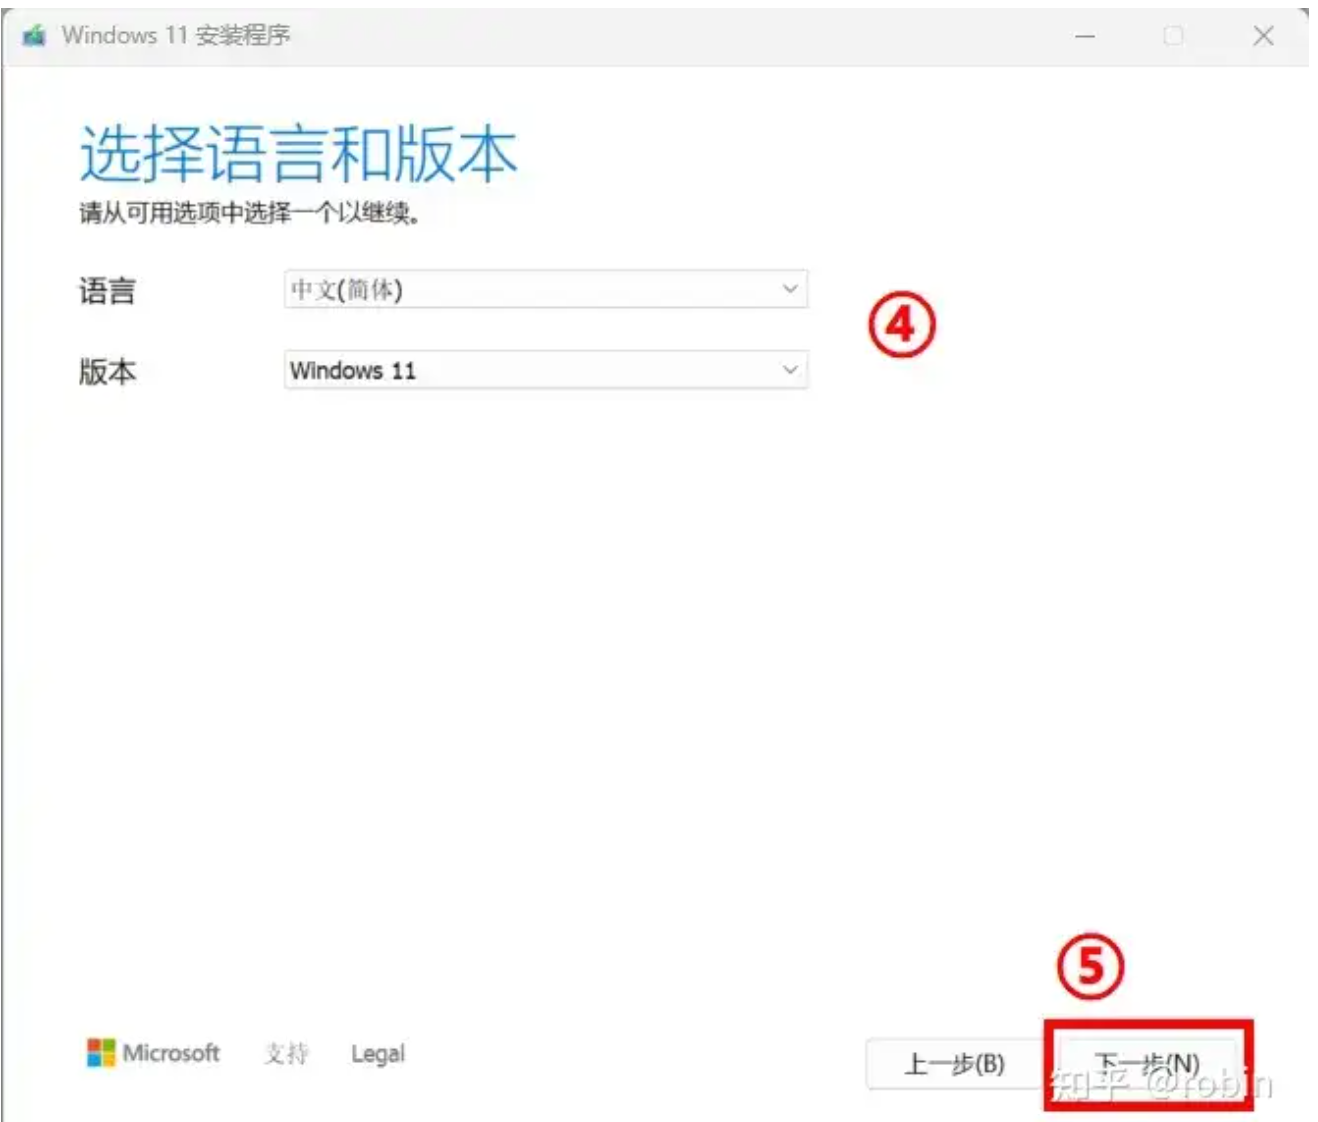 Windows 11 安装程序
选择语言和版本
请从可用选项中选择一个以继续。
语言 中文(简体)
④
版本 Windows 11
⑤
Microsoft 支持 Legal 上一步(B) 下一步(N)
知乎 @robin